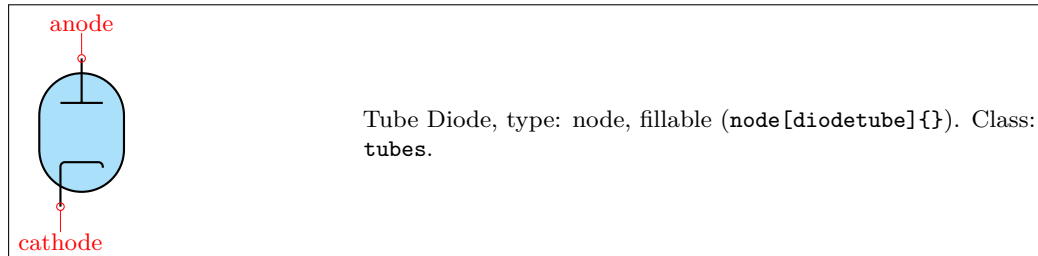 anode
Tube Diode, type: node, fillable (node[diodetube]{}). Class:
tubes.
cathode